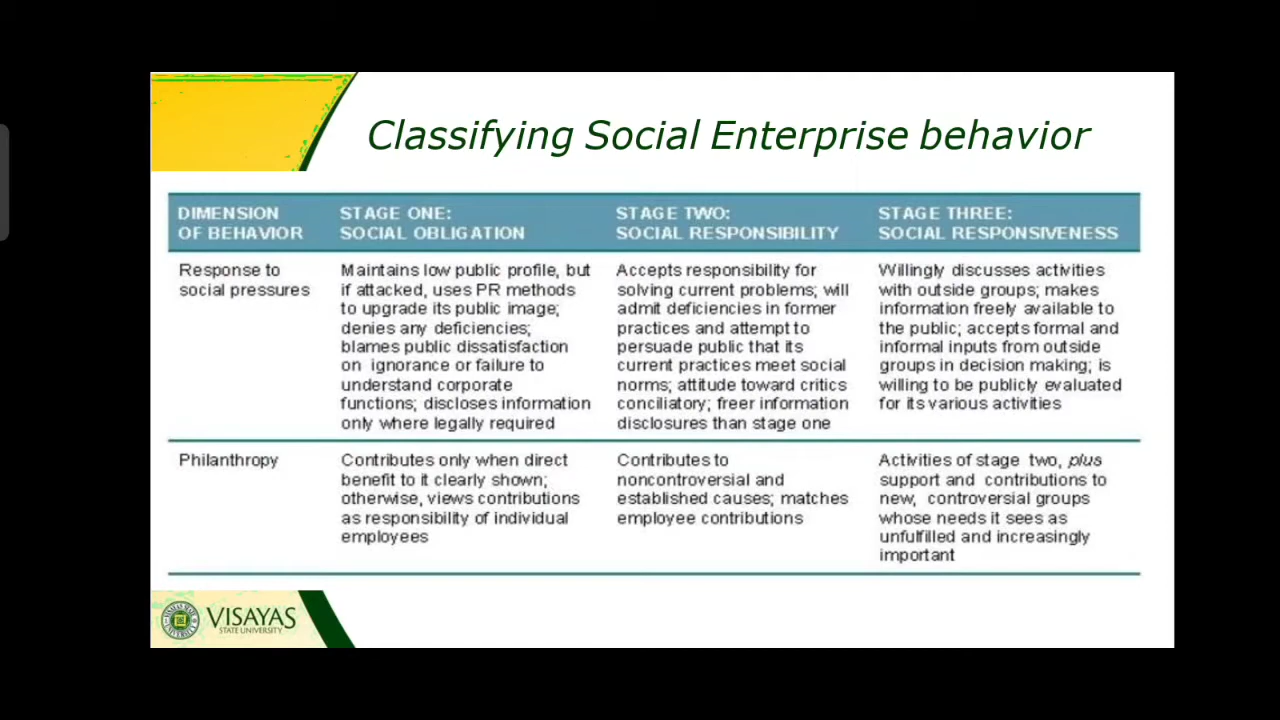 Classifying Social Enterprise behavior
DIMENSION
OF BEHAVIOR
STAGE ONE:
SOCIAL OBLIGATION
STAGE TWO:
SOCIAL RESPONSIBILITY
STAGE THREE:
SOCIAL RESPONSIVENESS
Response to
social pressures
Maintains low public profile, but
if attacked, uses PR methods
to upgrade its public image;
denies any deficiencies;
blames public dissatisfaction
on ignorance or failure to
understand corporate
functions; discloses information
only where legally required
Accepts responsibility for
solving current problems; will
admit deficiencies in former
practices and attempt to
persuade public that its
current practices meet social
norms; attitude toward critics
conciliatory; freer information
disclosures than stage one
Willingly discusses activities
with outside groups; makes
information freely available to
the public; accepts formal and
informal inputs from outside
groups in decision making; is
willing to be publicly evaluated
for its various activities
Philanthropy
Contributes only when direct
benefit to it clearly shown;
otherwise, views contributions
as responsibility of individual
employees
Contributes to
noncontroversial and
established causes; matches
employee contributions
Activities of stage two, plus
support and contributions to
new, controversial groups
whose needs it sees as
unfulfilled and increasingly
important
VISAYAS
STATE UNIVERSITY